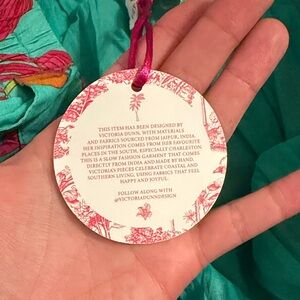 THIS ITEM HAS BEEN DESIGNED BY
VICTORIA DUNN, WITH MATERIALS
AND FABRICS SOURCED FROM JAIPUR, INDIA.
HER INSPIRATION COMES FROM HER FAVOURITE
PLACES IN THE SOUTH, ESPECIALLY CHARLESTON.
THIS IS A SLOW FASHION GARMENT THAT COMES
DIRECTLY FROM INDIA AND MADE BY HAND.
VICTORIA'S PIECES CELEBRATE COASTAL AND
SOUTHERN LIVING, USING FABRICS THAT FEEL
HAPPY AND JOYFUL.
FOLLOW ALONG WITH
@VICTORIADUNNDESIGN